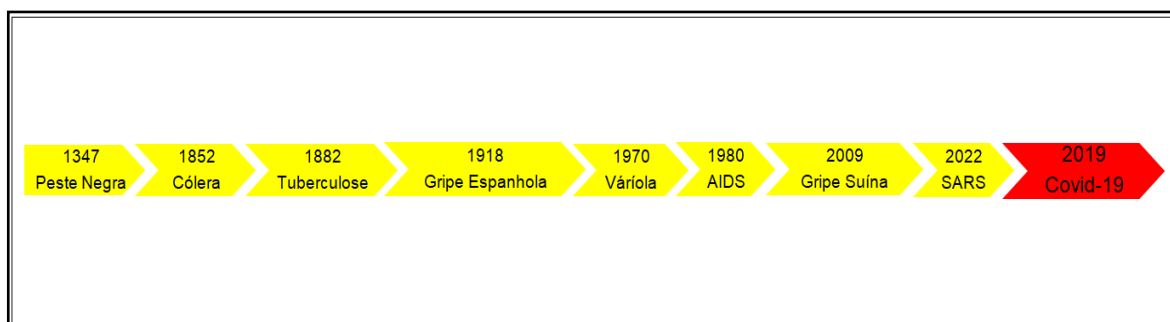 1347
Peste Negra
1852
Cólera
1882
Tuberculose
1918
Gripe Espanhola
1970
Váríola
1980
AIDS
2009
Gripe Suína
2022
SARS
2019
Covid-19